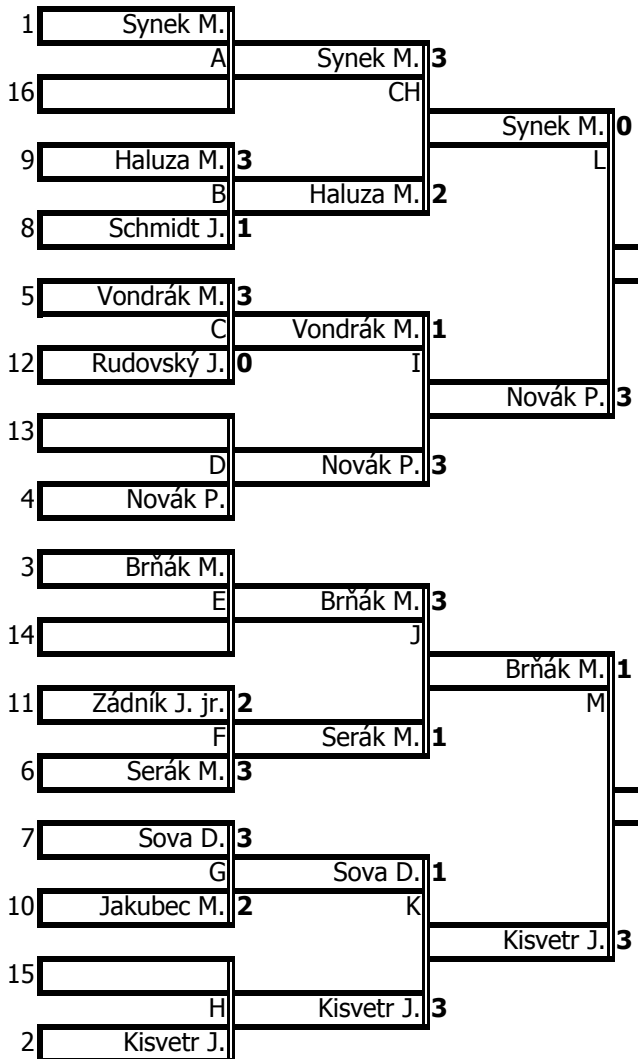 1 Synek M.
A Synek M. 3
16 CH
Synek M. 0
9 Haluza M. 3 L
B Haluza M. 2
8 Schmidt J. 1
5 Vondrák M. 3
C Vondrák M. 1
12 Rudovský J. 0 I
Novák P. 3
13
D Novák P. 3
4 Novák P.
3 Brňák M.
E Brňák M. 3
14 J
Brňák M. 1
11 Zádník J. jr. 2 M
F Serák M. 1
6 Serák M. 3
7 Sova D. 3
G Sova D. 1
10 Jakubec M. 2 K
Kisvetr J. 3
15
H Kisvetr J. 3
2 Kisvetr J.